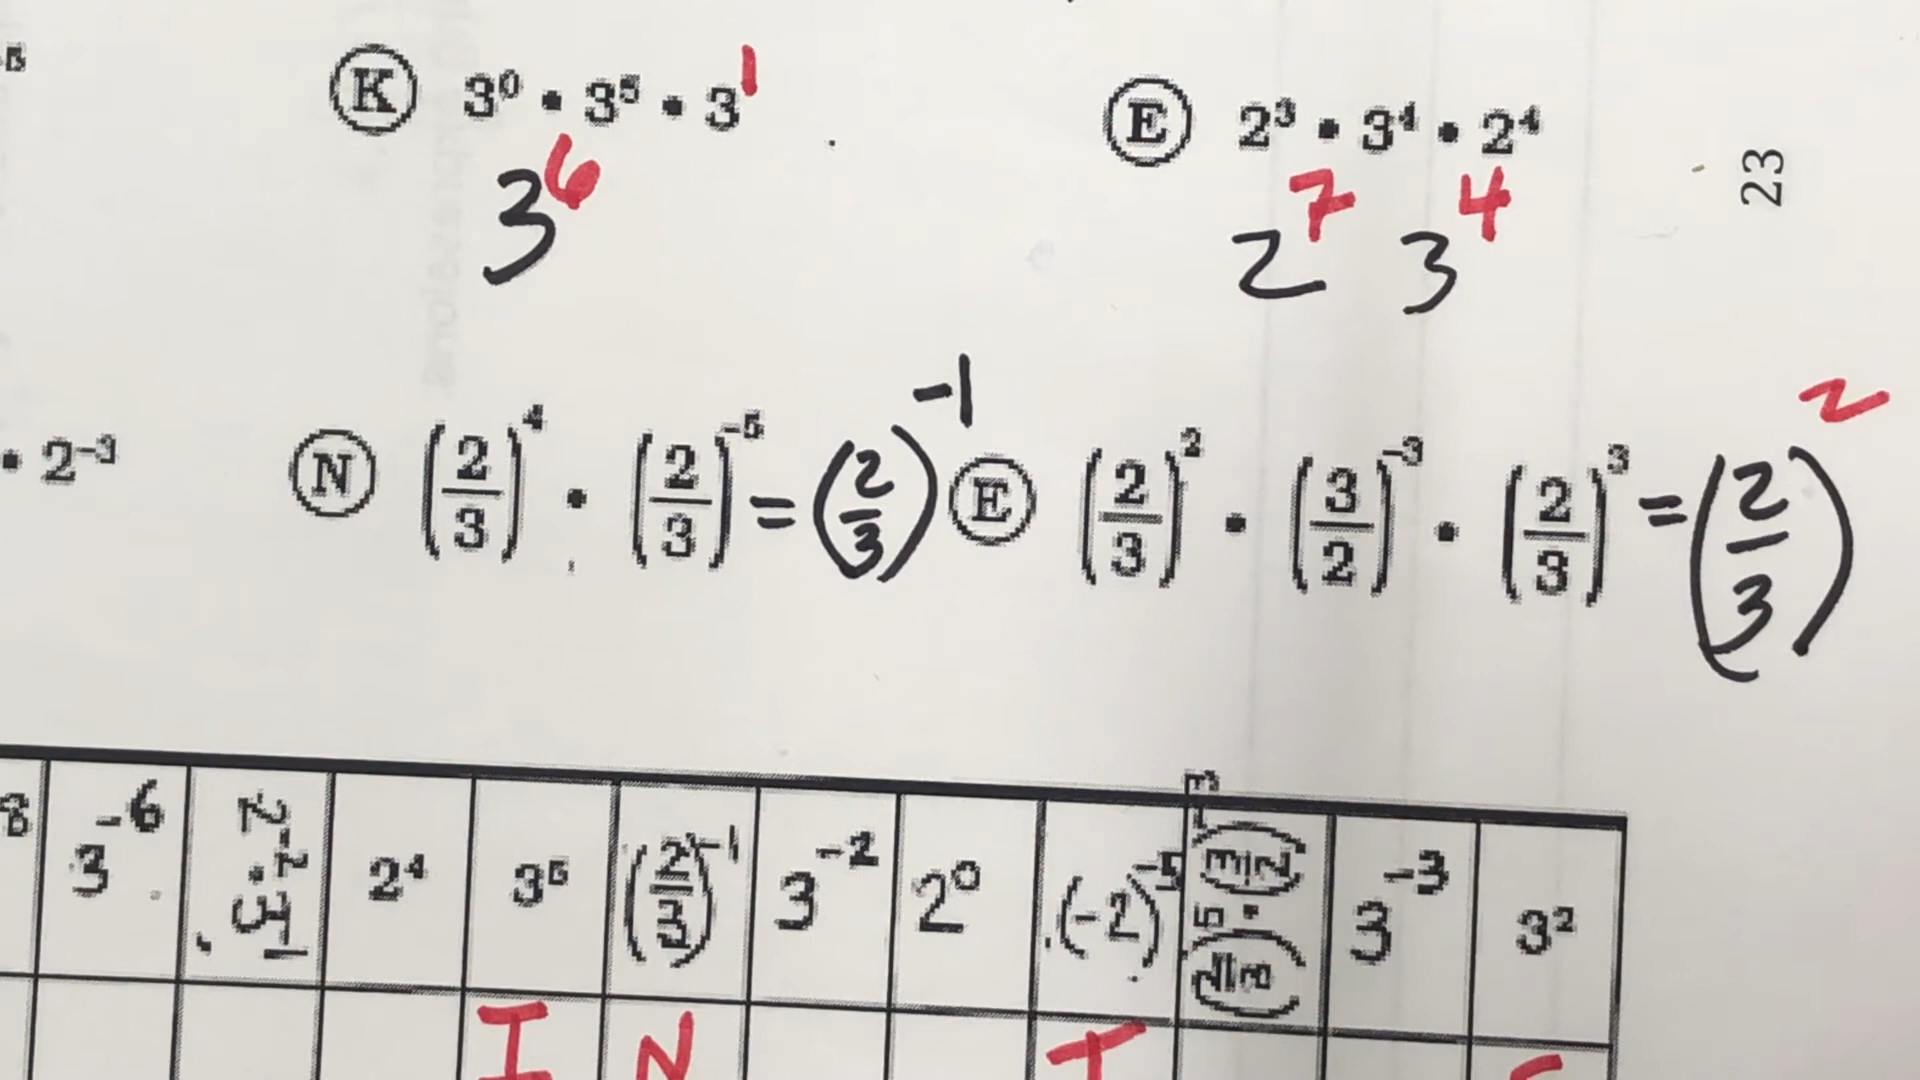 Ⓚ 3⁰ • 3⁵ • 3¹
Ⓔ 2³ • 3⁴ • 2⁴
23
3⁶
2⁷ 3⁴
• 2⁻³
Ⓝ (2/3)⁴ • (2/3)⁻⁵ = (2/3)⁻¹
Ⓔ (2/3)² • (3/2)⁻³ • (2/3)³ = (2/3)²
3⁻⁶
2⁴
3⁵
(2/3)⁻¹
3⁻²
2⁰
(-2)⁻⁵
3⁻³
3²
I N T